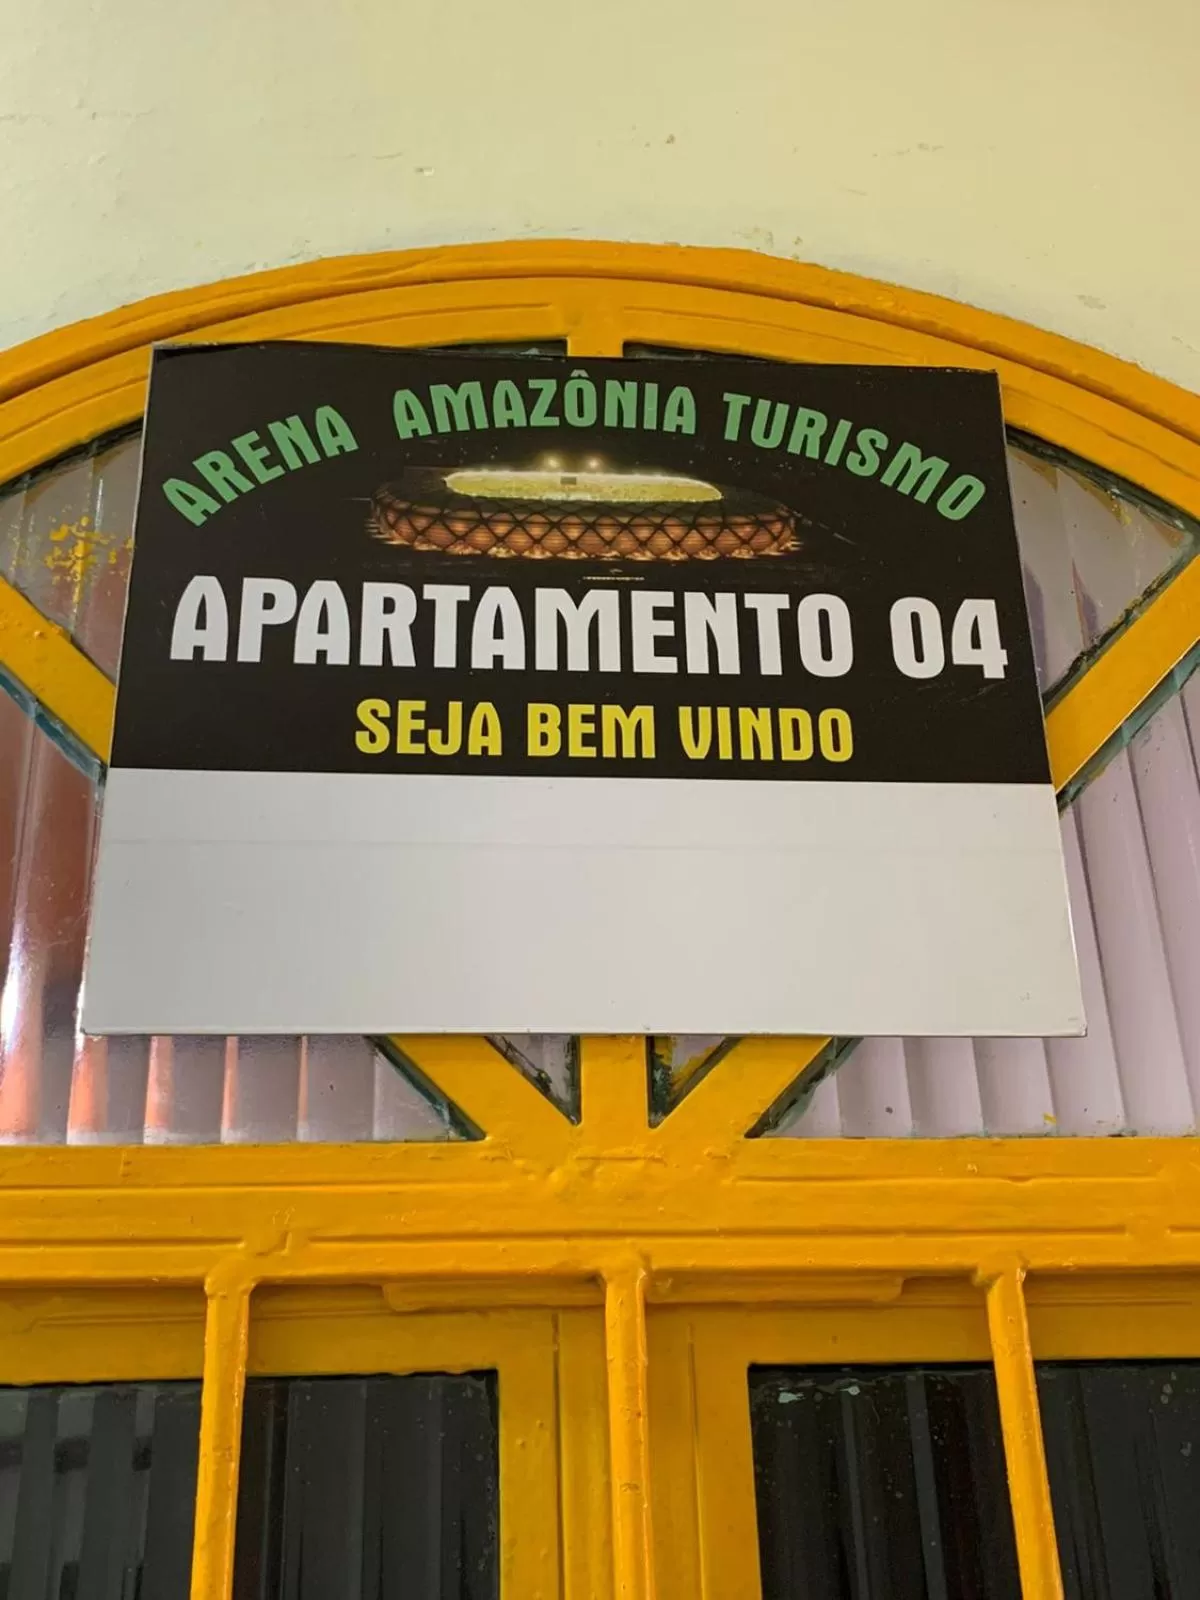 ARENA AMAZÔNIA TURISMO
APARTAMENTO 04
SEJA BEM VINDO